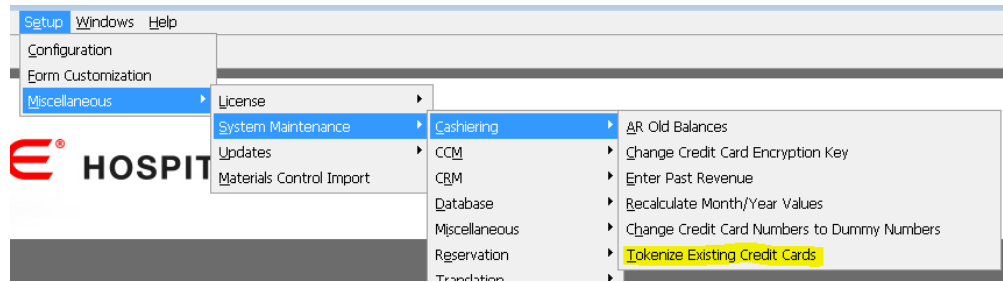 Setup Windows Help
Configuration
Form Customization
Miscellaneous
License
System Maintenance
Updates
Materials Control Import
Cashiering
CCM
CRM
Database
Miscellaneous
Reservation
Translation
AR Old Balances
Change Credit Card Encryption Key
Enter Past Revenue
Recalculate Month/Year Values
Change Credit Card Numbers to Dummy Numbers
Tokenize Existing Credit Cards
E® HOSPIT